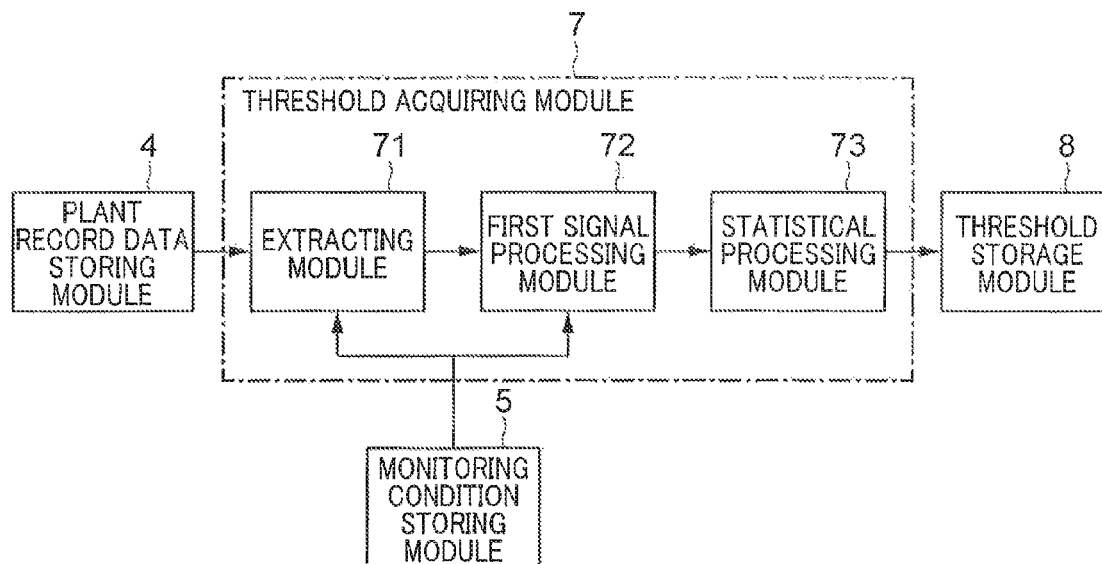 7
THRESHOLD ACQUIRING MODULE
4
71
72
73
8
PLANT
RECORD DATA
STORING
MODULE
EXTRACTING
MODULE
FIRST SIGNAL
PROCESSING
MODULE
STATISTICAL
PROCESSING
MODULE
THRESHOLD
STORAGE
MODULE
5
MONITORING
CONDITION
STORING
MODULE